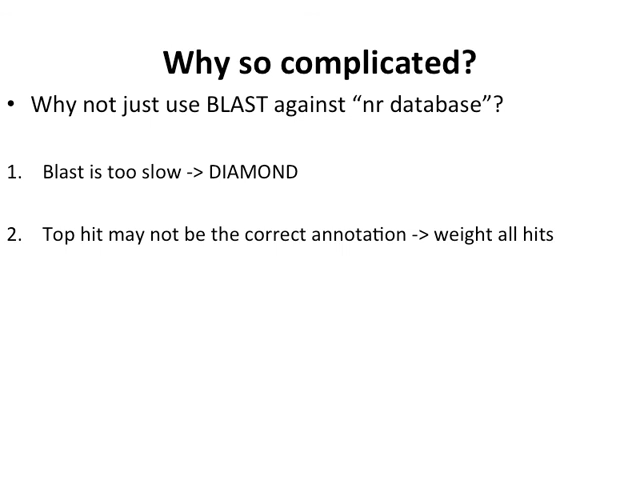 Why so complicated?
• Why not just use BLAST against “nr database”?
1. Blast is too slow -> DIAMOND
2. Top hit may not be the correct annotation -> weight all hits